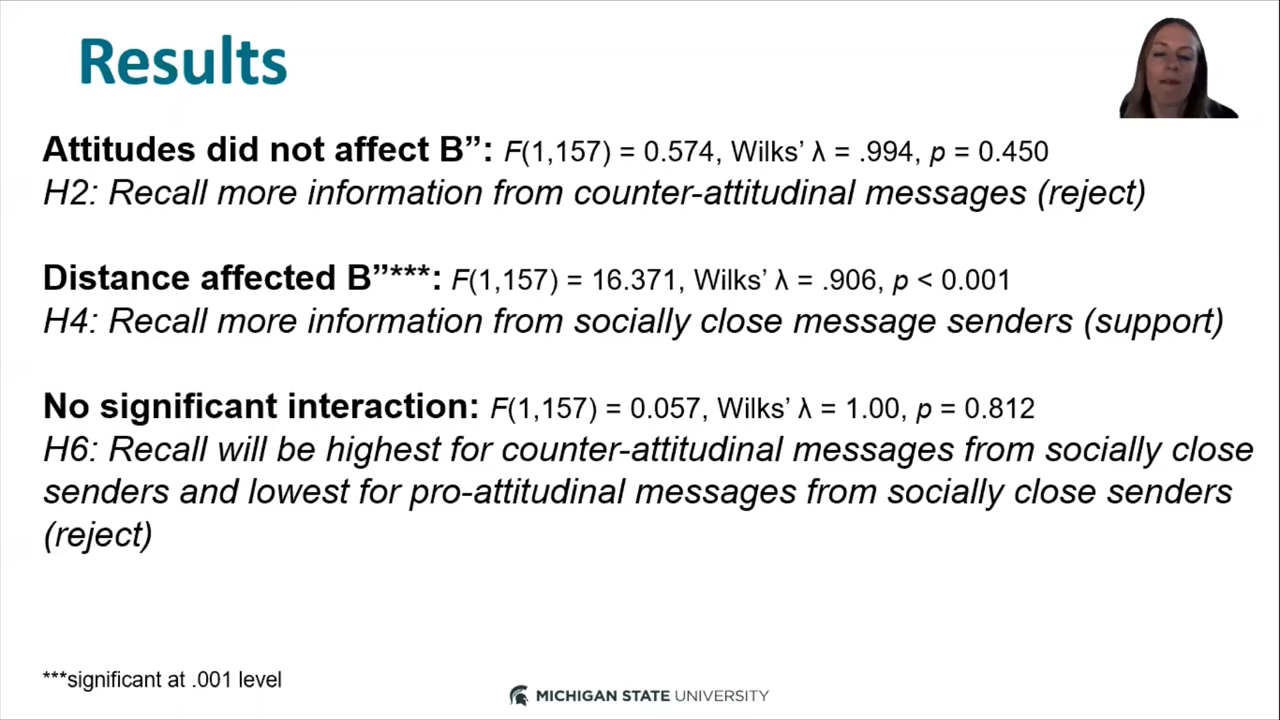 Results
Attitudes did not affect B”: F(1,157) = 0.574, Wilks’ λ = .994, p = 0.450
H2: Recall more information from counter-attitudinal messages (reject)
Distance affected B”***: F(1,157) = 16.371, Wilks’ λ = .906, p < 0.001
H4: Recall more information from socially close message senders (support)
No significant interaction: F(1,157) = 0.057, Wilks’ λ = 1.00, p = 0.812
H6: Recall will be highest for counter-attitudinal messages from socially close
senders and lowest for pro-attitudinal messages from socially close senders
(reject)
***significant at .001 level
MICHIGAN STATE UNIVERSITY